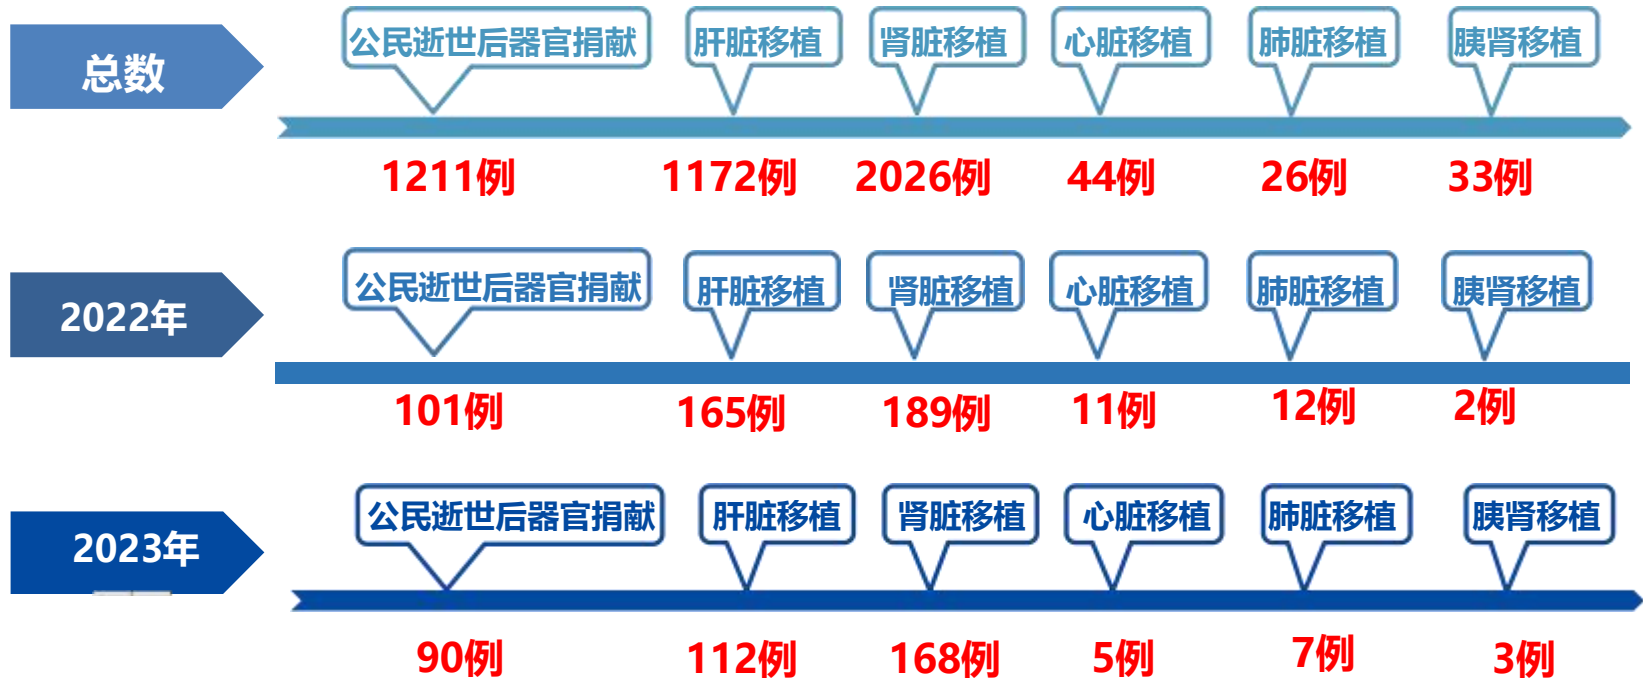 总数
公民逝世后器官捐献 肝脏移植 肾脏移植 心脏移植 肺脏移植 胰肾移植
1211例 1172例 2026例 44例 26例 33例
2022年
公民逝世后器官捐献 肝脏移植 肾脏移植 心脏移植 肺脏移植 胰肾移植
101例 165例 189例 11例 12例 2例
2023年
公民逝世后器官捐献 肝脏移植 肾脏移植 心脏移植 肺脏移植 胰肾移植
90例 112例 168例 5例 7例 3例